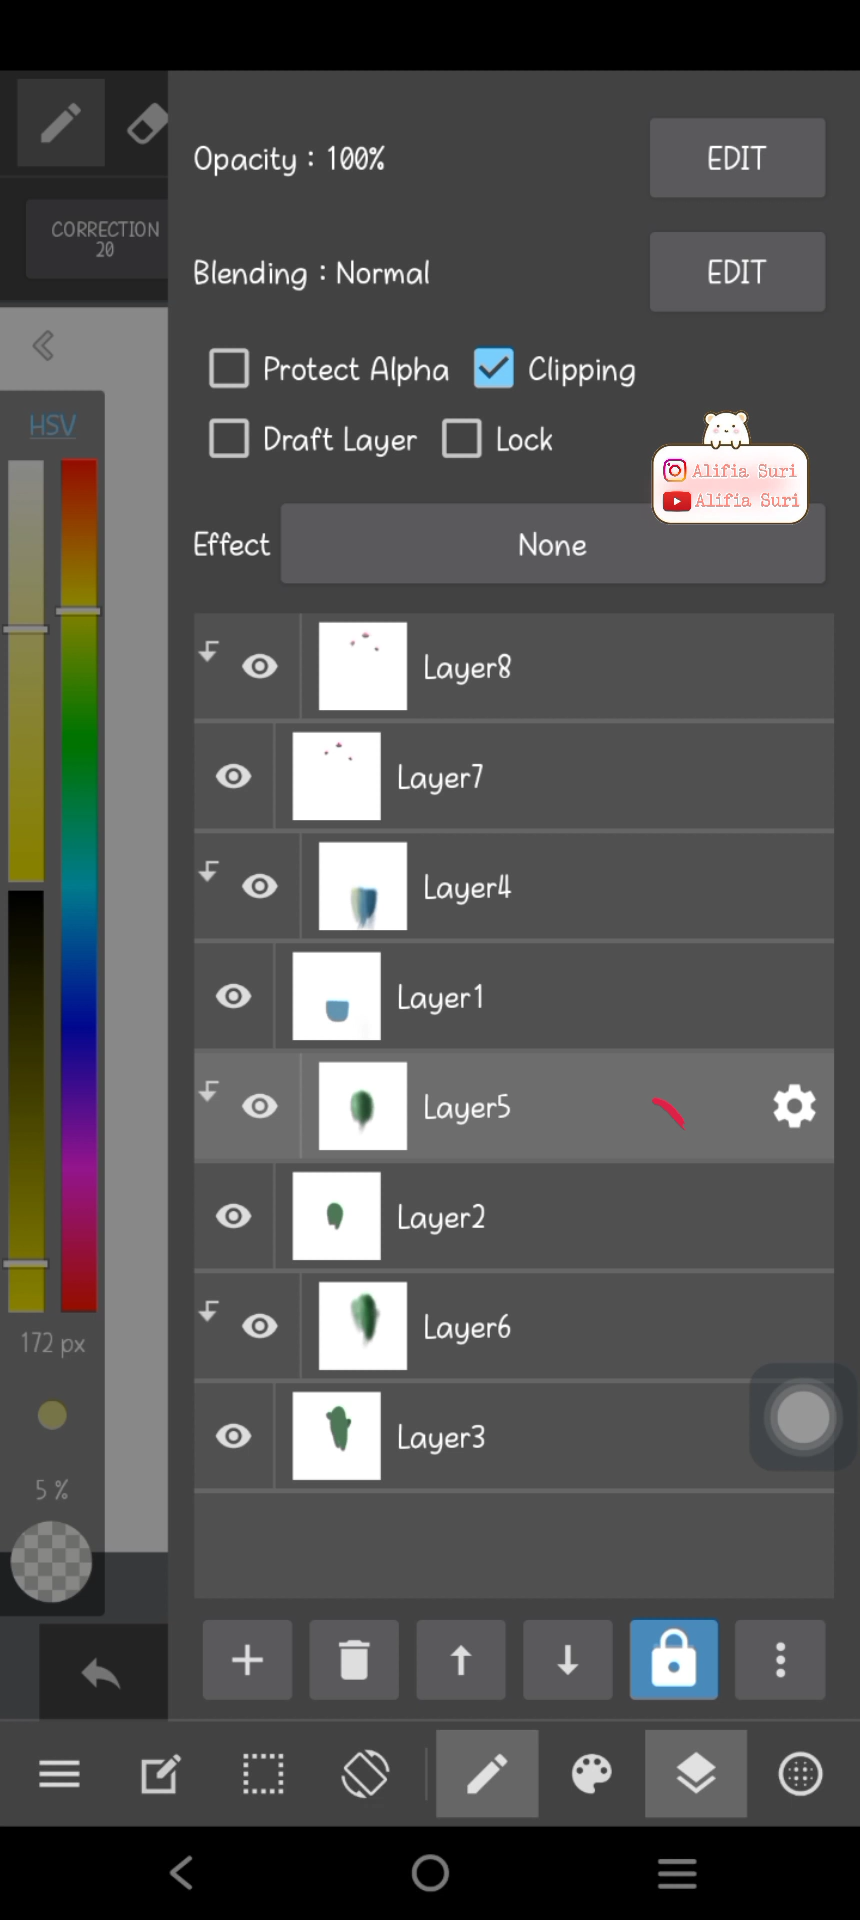 Opacity : 100%
EDIT
CORRECTION
20
Blending : Normal
EDIT
Protect Alpha
Clipping
HSV
Draft Layer
Lock
Alifia Suri
Alifia Suri
Effect
None
Layer8
Layer7
Layer4
Layer1
Layer5
Layer2
Layer6
172 px
Layer3
5 %